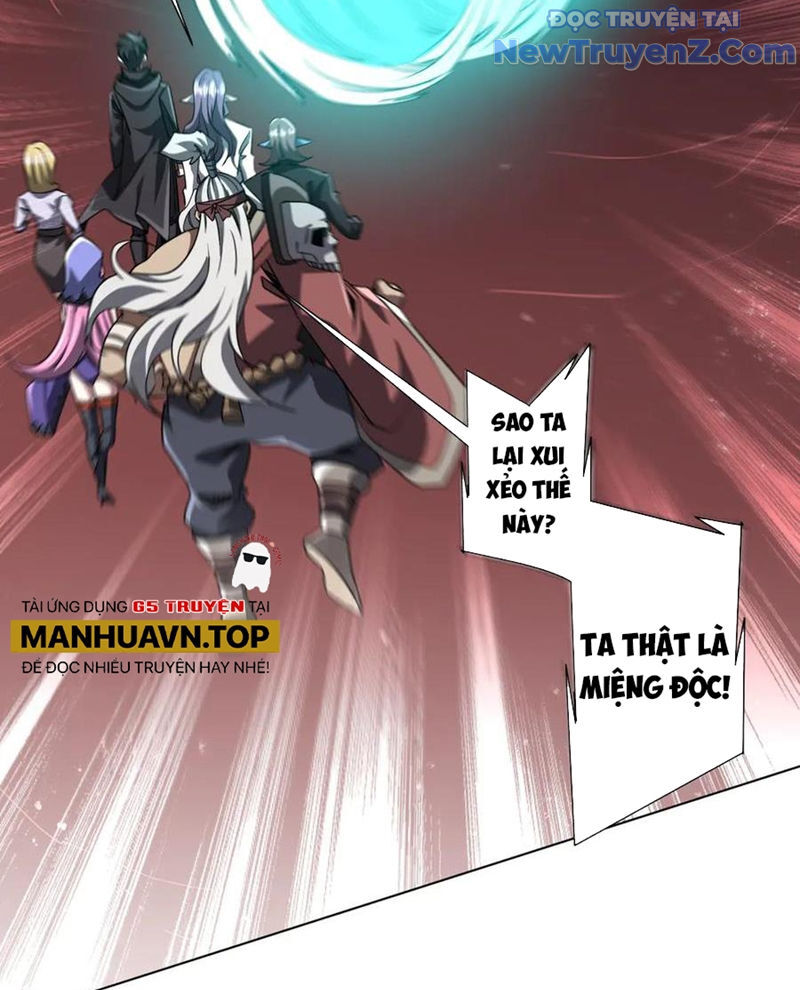 ĐỌC TRUYỆN TẠI
NewTruyenZ.com
SAO TA
LẠI XUI
XẺO THẾ
NÀY?
TẢI ỨNG DỤNG G5 TRUYỆN TẠI
MANHUAVN.TOP
ĐỂ ĐỌC NHIỀU TRUYỆN HAY NHÉ!
TA THẬT LÀ
MIỆNG ĐỘC!